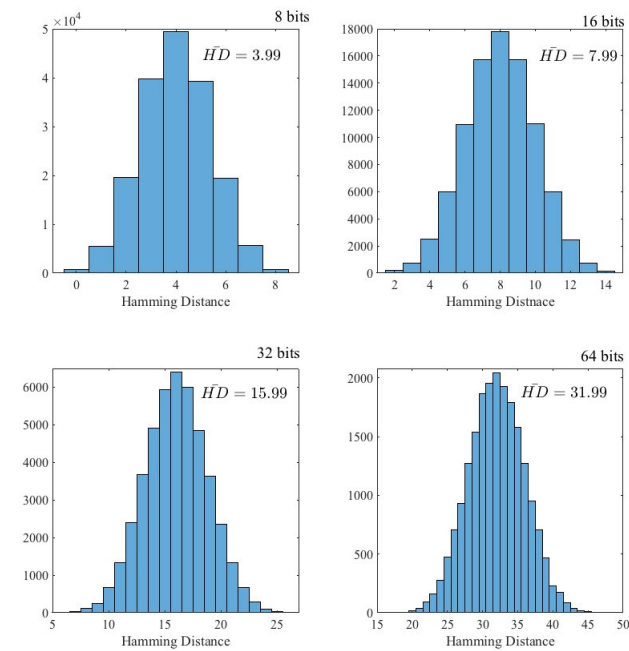 ×10⁴
8 bits
5
4
3
2
1
0
H̄D = 3.99
0 2 4 6 8
Hamming Distance
16 bits
18000
16000
14000
12000
10000
8000
6000
4000
2000
0
H̄D = 7.99
2 4 6 8 10 12 14
Hamming Distnace
32 bits
6000
5000
4000
3000
2000
1000
0
H̄D = 15.99
5 10 15 20 25
Hamming Distance
64 bits
2000
1500
1000
500
0
H̄D = 31.99
15 20 25 30 35 40 45 50
Hamming Distance